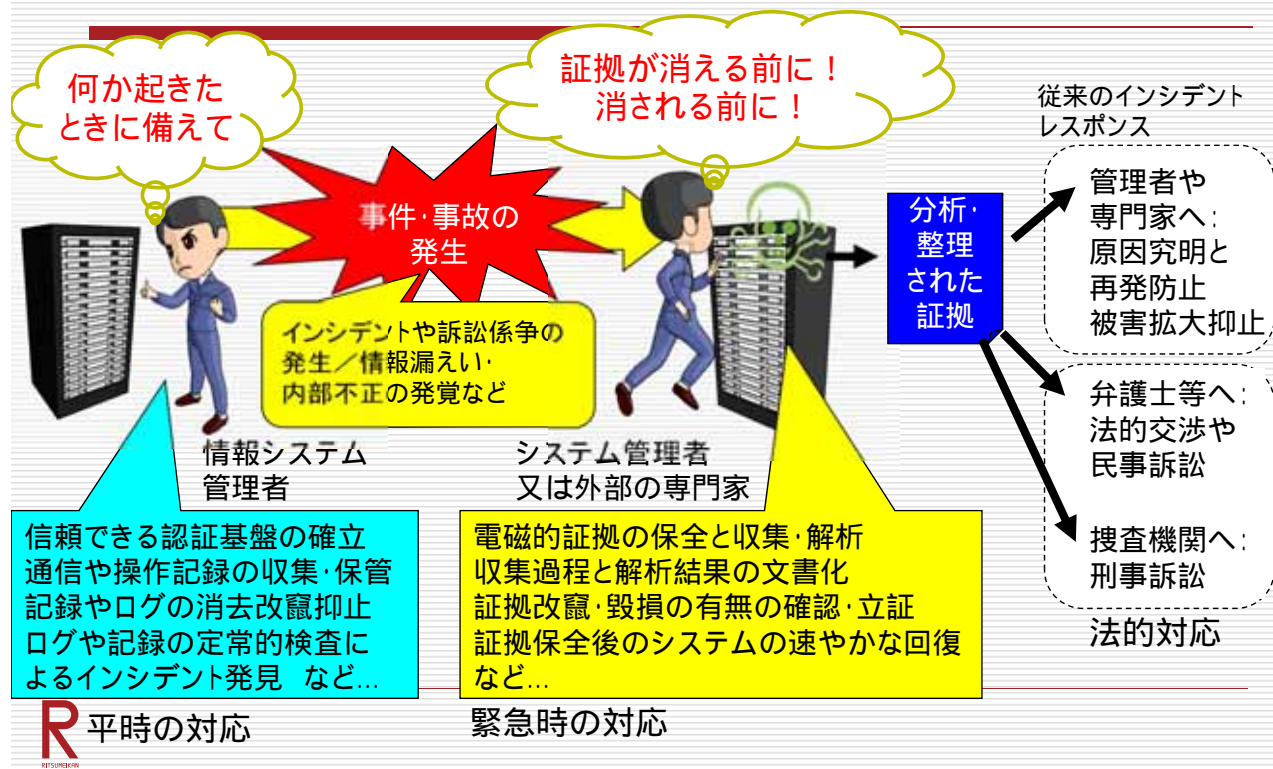 何か起きた
ときに備えて
証拠が消える前に！
消される前に！
事件・事故の
発生
インシデントや訴訟係争の
発生／情報漏えい・
内部不正の発覚など
情報システム
管理者
システム管理者
又は外部の専門家
信頼できる認証基盤の確立
通信や操作記録の収集・保管
記録やログの消去改竄抑止
ログや記録の定常的検査に
よるインシデント発見　など...
平時の対応
電磁的証拠の保全と収集・解析
収集過程と解析結果の文書化
証拠改竄・毀損の有無の確認・立証
証拠保全後のシステムの速やかな回復
など...
緊急時の対応
分析・
整理
された
証拠
従来のインシデント
レスポンス
管理者や
専門家へ:
原因究明と
再発防止
被害拡大抑止
弁護士等へ:
法的交渉や
民事訴訟
捜査機関へ:
刑事訴訟
法的対応
R
RITSUMEIKAN